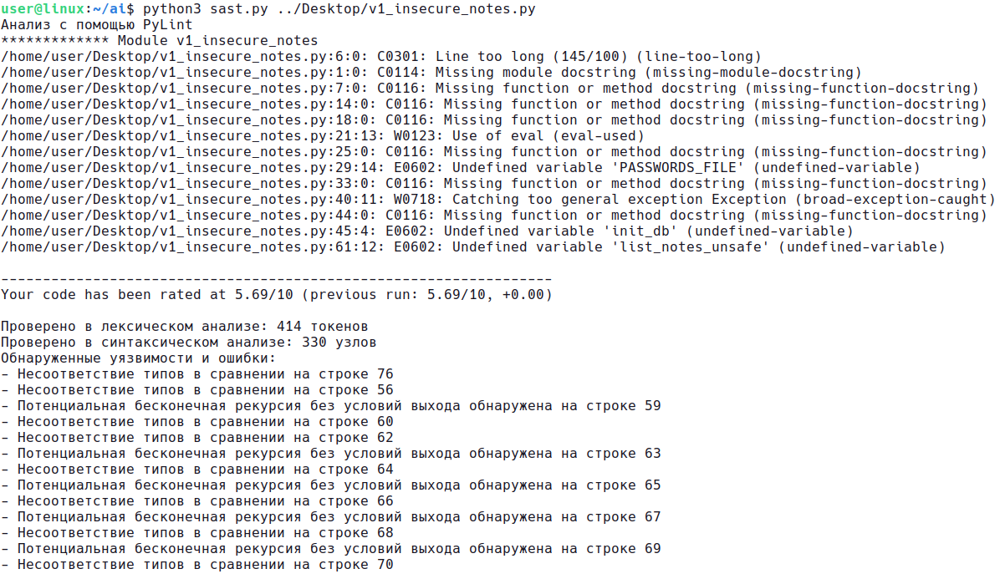 user@linux:~/ai$ python3 sast.py ../Desktop/v1_insecure_notes.py
Анализ с помощью PyLint
************* Module v1_insecure_notes
/home/user/Desktop/v1_insecure_notes.py:6:0: C0301: Line too long (145/100) (line-too-long)
/home/user/Desktop/v1_insecure_notes.py:1:0: C0114: Missing module docstring (missing-module-docstring)
/home/user/Desktop/v1_insecure_notes.py:7:0: C0116: Missing function or method docstring (missing-function-docstring)
/home/user/Desktop/v1_insecure_notes.py:14:0: C0116: Missing function or method docstring (missing-function-docstring)
/home/user/Desktop/v1_insecure_notes.py:18:0: C0116: Missing function or method docstring (missing-function-docstring)
/home/user/Desktop/v1_insecure_notes.py:21:13: W0123: Use of eval (eval-used)
/home/user/Desktop/v1_insecure_notes.py:25:0: C0116: Missing function or method docstring (missing-function-docstring)
/home/user/Desktop/v1_insecure_notes.py:29:14: E0602: Undefined variable 'PASSWORDS_FILE' (undefined-variable)
/home/user/Desktop/v1_insecure_notes.py:33:0: C0116: Missing function or method docstring (missing-function-docstring)
/home/user/Desktop/v1_insecure_notes.py:40:11: W0718: Catching too general exception Exception (broad-exception-caught)
/home/user/Desktop/v1_insecure_notes.py:44:0: C0116: Missing function or method docstring (missing-function-docstring)
/home/user/Desktop/v1_insecure_notes.py:45:4: E0602: Undefined variable 'init_db' (undefined-variable)
/home/user/Desktop/v1_insecure_notes.py:61:12: E0602: Undefined variable 'list_notes_unsafe' (undefined-variable)
------------------------------------------------------------------
Your code has been rated at 5.69/10 (previous run: 5.69/10, +0.00)
Проверено в лексическом анализе: 414 токенов
Проверено в синтаксическом анализе: 330 узлов
Обнаруженные уязвимости и ошибки:
- Несоответствие типов в сравнении на строке 76
- Несоответствие типов в сравнении на строке 56
- Потенциальная бесконечная рекурсия без условий выхода обнаружена на строке 59
- Несоответствие типов в сравнении на строке 60
- Несоответствие типов в сравнении на строке 62
- Потенциальная бесконечная рекурсия без условий выхода обнаружена на строке 63
- Несоответствие типов в сравнении на строке 64
- Потенциальная бесконечная рекурсия без условий выхода обнаружена на строке 65
- Несоответствие типов в сравнении на строке 66
- Потенциальная бесконечная рекурсия без условий выхода обнаружена на строке 67
- Несоответствие типов в сравнении на строке 68
- Потенциальная бесконечная рекурсия без условий выхода обнаружена на строке 69
- Несоответствие типов в сравнении на строке 70